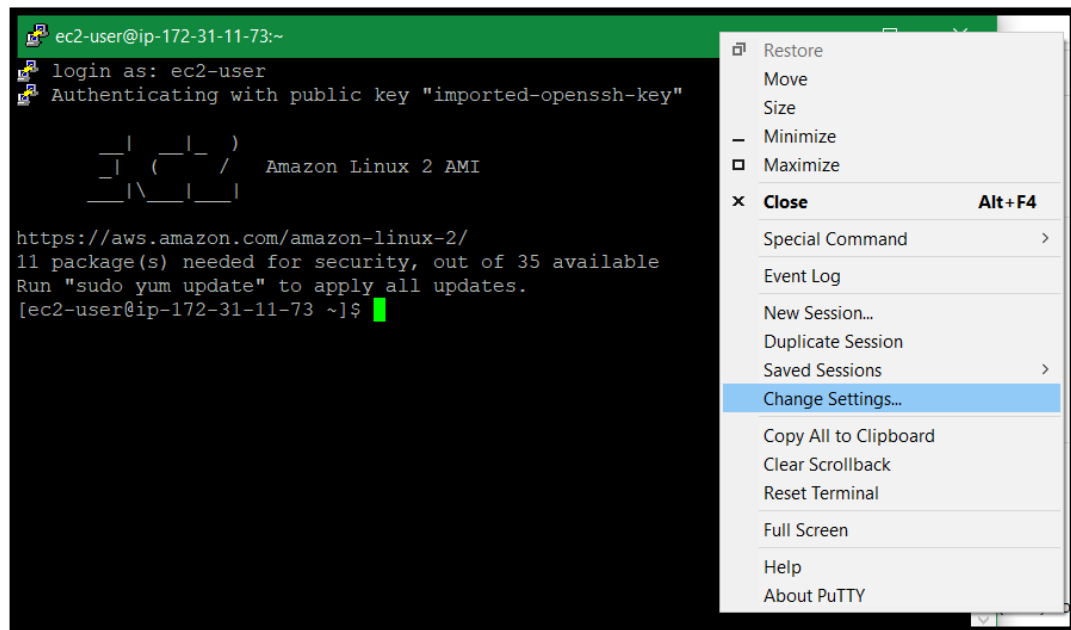 ec2-user@ip-172-31-11-73:~
login as: ec2-user
Authenticating with public key "imported-openssh-key"
__|  __|_  )
_|  (     /   Amazon Linux 2 AMI
___|\___|___|
https://aws.amazon.com/amazon-linux-2/
11 package(s) needed for security, out of 35 available
Run "sudo yum update" to apply all updates.
[ec2-user@ip-172-31-11-73 ~]$
Restore
Move
Size
Minimize
Maximize
Close Alt+F4
Special Command
Event Log
New Session...
Duplicate Session
Saved Sessions
Change Settings...
Copy All to Clipboard
Clear Scrollback
Reset Terminal
Full Screen
Help
About PuTTY